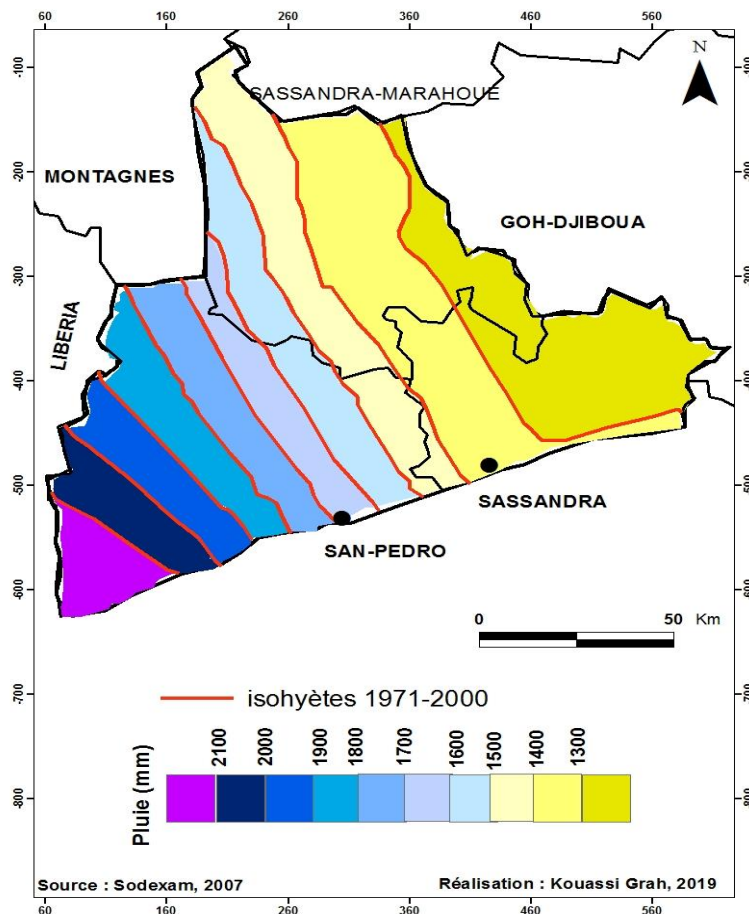 60 160 260 360 460 560
N
100
SASSANDRA-MARAHOUE
MONTAGNES
200
GOH-DJIBOUA
300
LIBERIA
400
500
SASSANDRA
SAN-PEDRO
600
0 50 Km
700
isohyètes 1971-2000
2100 2000 1900 1800 1700 1600 1500 1400 1300
Pluie (mm)
800
Source : Sodexam, 2007 Réalisation : Kouassi Grah, 2019
60 160 260 360 460 560